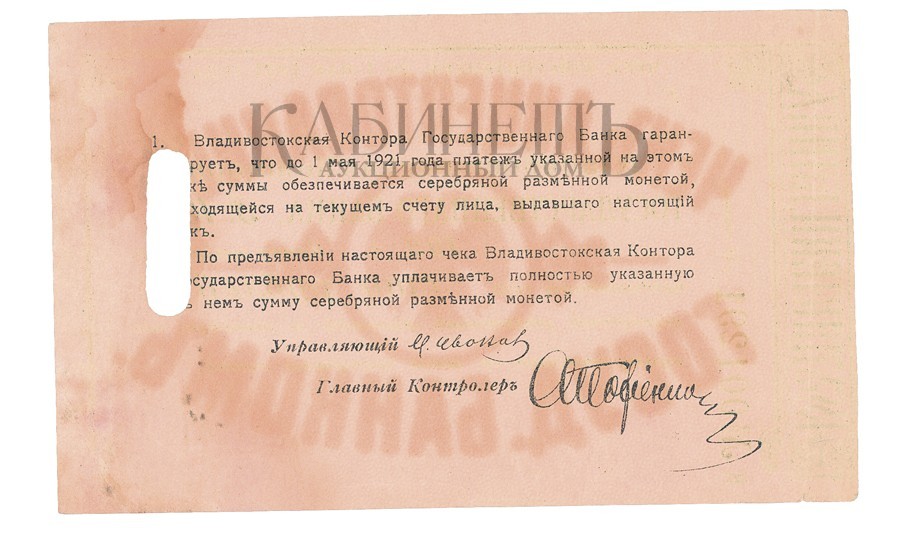 КАБИНЕТЪ
АУКЦИОННЫЙ ДОМ
1. Владивостокская Контора Государственнаго Банка гаран-
руетъ, что до 1 мая 1921 года платежъ указанной на этомъ
кѣ суммы обезпечивается серебряной размѣнной монетой,
ходящейся на текущемъ счету лица, выдавшаго настоящій
къ.
По предъявленіи настоящаго чека Владивостокская Контора
осударственнаго Банка уплачиваетъ полностью указанную
нем сумму серебряной размѣнной монетой.
Управляющій
Главный Контролеръ